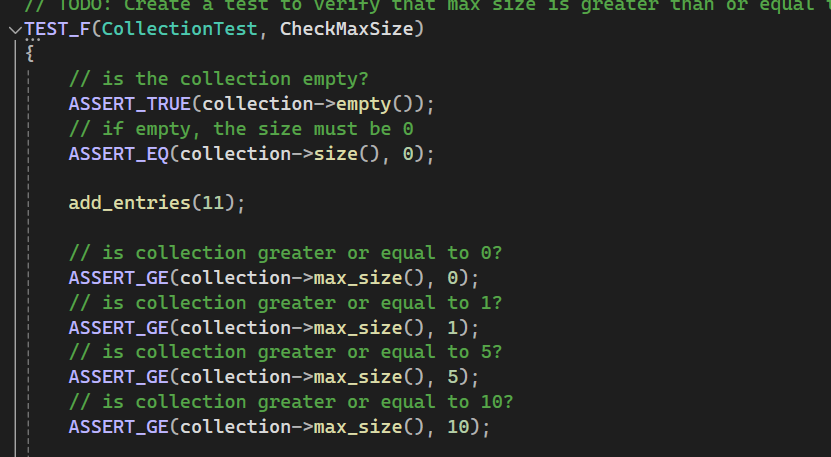 // TODO: Create a test to verify that max size is greater than or equal
TEST_F(CollectionTest, CheckMaxSize)
{
// is the collection empty?
ASSERT_TRUE(collection->empty());
// if empty, the size must be 0
ASSERT_EQ(collection->size(), 0);
add_entries(11);
// is collection greater or equal to 0?
ASSERT_GE(collection->max_size(), 0);
// is collection greater or equal to 1?
ASSERT_GE(collection->max_size(), 1);
// is collection greater or equal to 5?
ASSERT_GE(collection->max_size(), 5);
// is collection greater or equal to 10?
ASSERT_GE(collection->max_size(), 10);